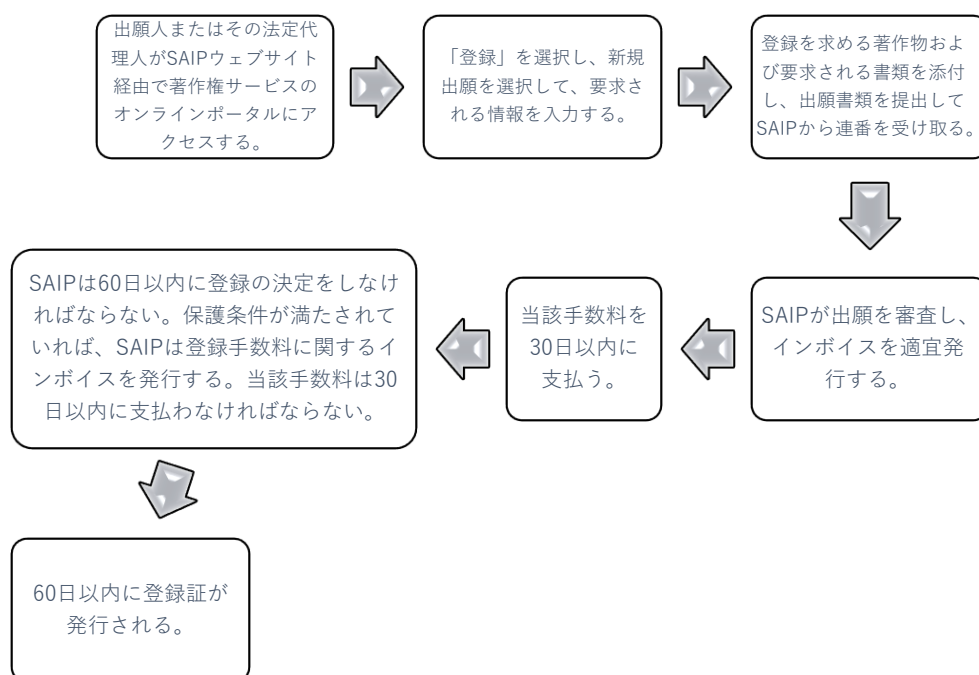 出願人またはその法定代
理人がSAIPウェブサイト
経由で著作権サービスの
オンラインポータルにア
クセスする。
「登録」を選択し、新規
出願を選択して、要求さ
れる情報を入力する。
登録を求める著作物およ
び要求される書類を添付
し、出願書類を提出して
SAIPから連番を受け取る。
SAIPが出願を審査し、
インボイスを適宜発
行する。
当該手数料を
30日以内に
支払う。
SAIPは60日以内に登録の決定をしなけ
ればならない。保護条件が満たされて
いれば、SAIPは登録手数料に関するイ
ンボイスを発行する。当該手数料は30
日以内に支払わなければならない。
60日以内に登録証が
発行される。